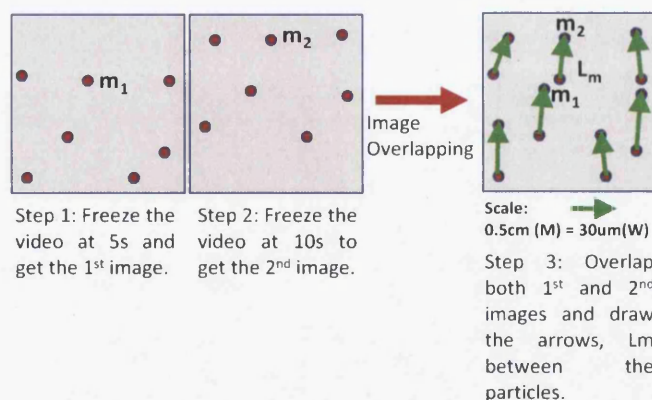 m1
m2
Image
Overlapping
m2
Lm
m1
Step 1: Freeze the
video at 5s and
get the 1st image.
Step 2: Freeze the
video at 10s to
get the 2nd image.
Scale:
0.5cm (M) = 30um(W)
Step 3: Overlap
both 1st and 2nd
images and draw
the arrows, Lm
between the
particles.